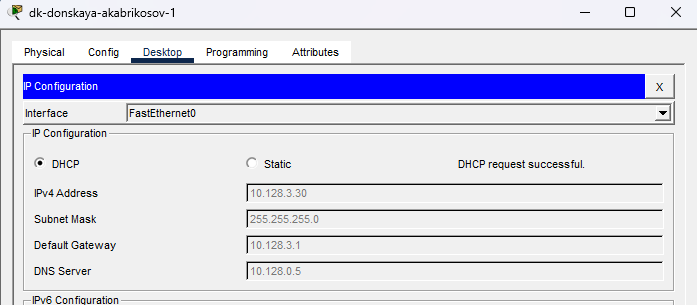 dk-donskaya-akabrikosov-1
Physical Config Desktop Programming Attributes
IP Configuration X
Interface FastEthernet0
IP Configuration
DHCP Static DHCP request successful.
IPv4 Address 10.128.3.30
Subnet Mask 255.255.255.0
Default Gateway 10.128.3.1
DNS Server 10.128.0.5
IPv6 Configuration